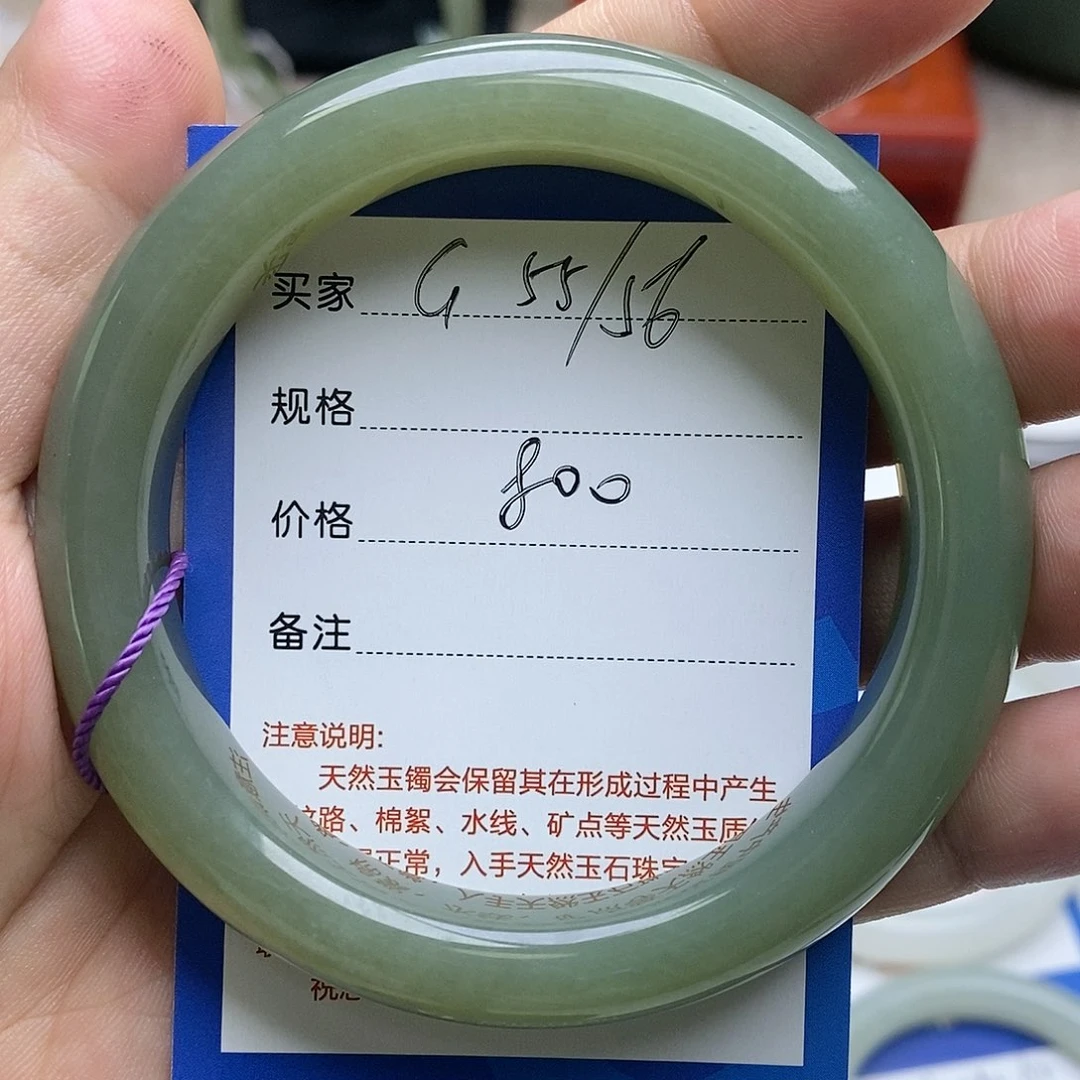 买家 G 55/56
规格
价格 800
备注
注意说明:
天然玉镯会保留其在形成过程中产生
路、棉絮、水线、矿点等天然玉质
正常，入手天然玉石珠宝
祝您